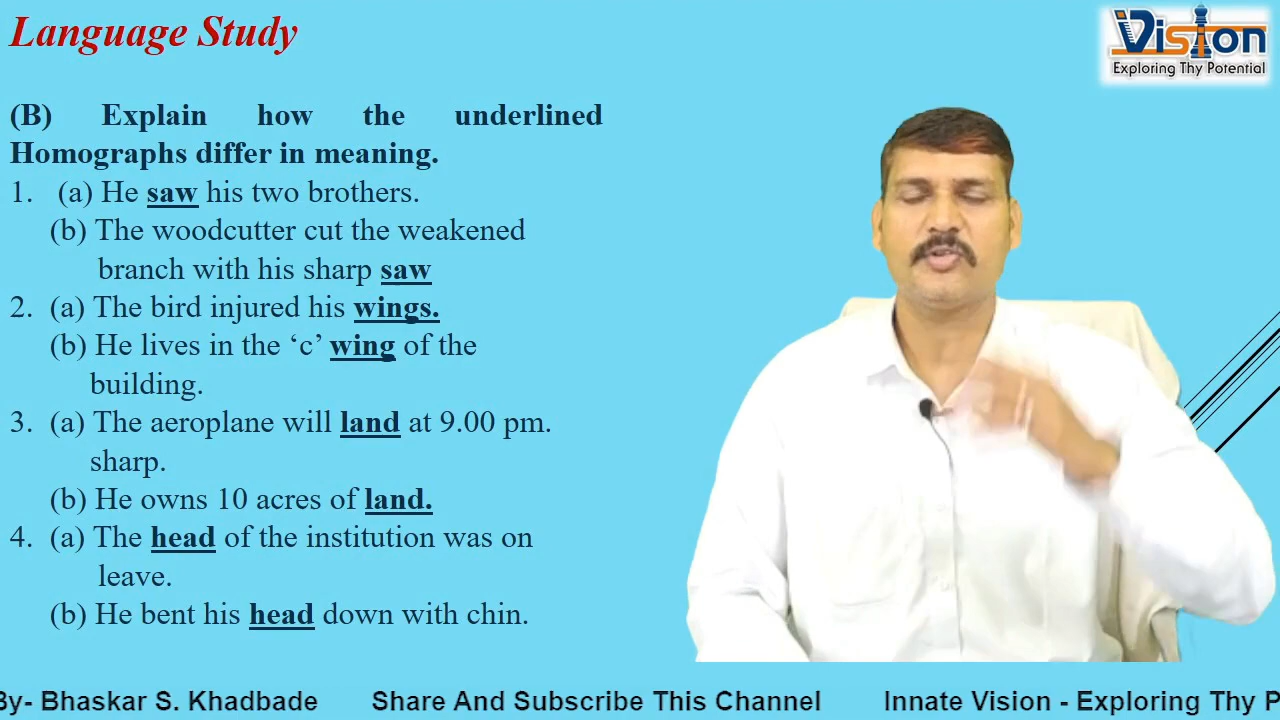 Language Study
Vision
Exploring Thy Potential
(B) Explain how the underlined
Homographs differ in meaning.
1. (a) He saw his two brothers.
(b) The woodcutter cut the weakened
branch with his sharp saw
2. (a) The bird injured his wings.
(b) He lives in the ‘c’ wing of the
building.
3. (a) The aeroplane will land at 9.00 pm.
sharp.
(b) He owns 10 acres of land.
4. (a) The head of the institution was on
leave.
(b) He bent his head down with chin.
By- Bhaskar S. Khadbade Share And Subscribe This Channel Innate Vision - Exploring Thy P